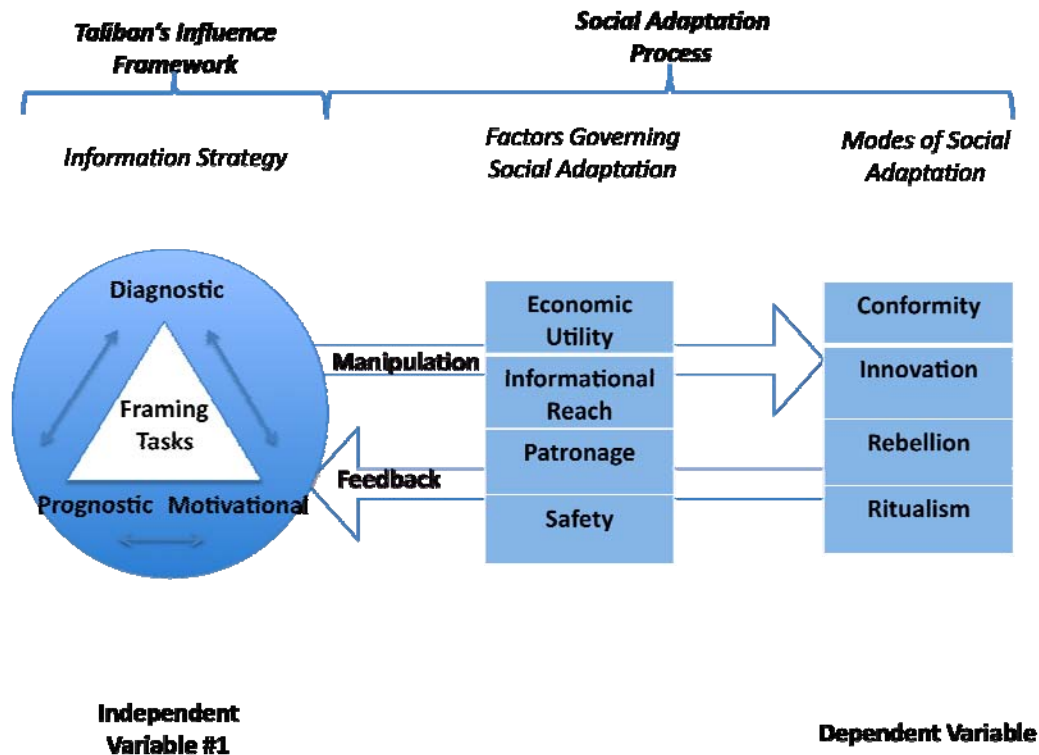 Taliban's Influence
Framework
Social Adaptation
Process
Information Strategy
Factors Governing
Social Adaptation
Modes of Social
Adaptation
Diagnostic
Framing
Tasks
Prognostic
Motivational
Manipulation
Feedback
Economic
Utility
Informational
Reach
Patronage
Safety
Conformity
Innovation
Rebellion
Ritualism
Independent
Variable #1
Dependent Variable